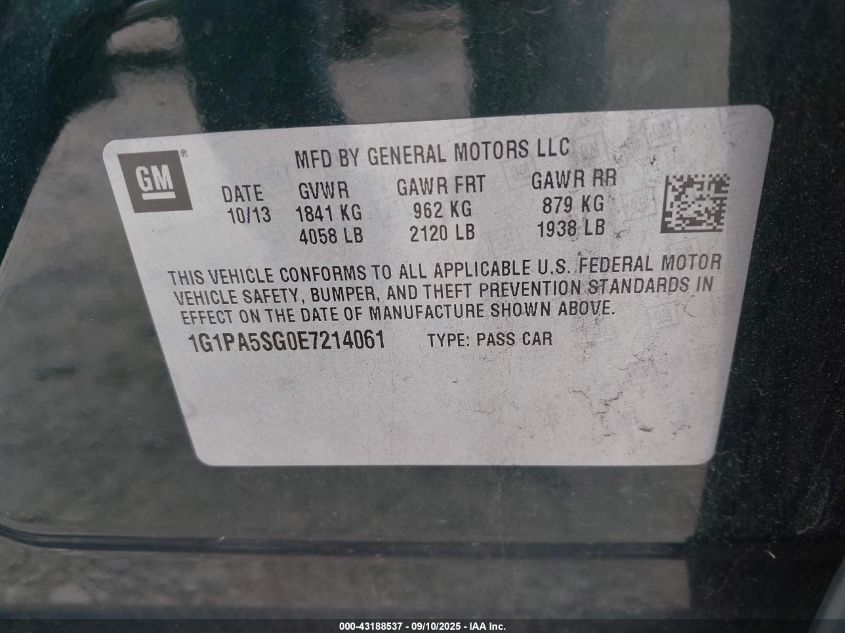 GM®
MFD BY GENERAL MOTORS LLC
DATE GVWR GAWR FRT GAWR RR
10/13 1841 KG 962 KG 879 KG
4058 LB 2120 LB 1938 LB
THIS VEHICLE CONFORMS TO ALL APPLICABLE U.S. FEDERAL MOTOR
VEHICLE SAFETY, BUMPER, AND THEFT PREVENTION STANDARDS IN
EFFECT ON THE DATE OF MANUFACTURE SHOWN ABOVE.
1G1PA5SG0E7214061 TYPE: PASS CAR
000-43188537 - 09/10/2025 - IAA Inc.